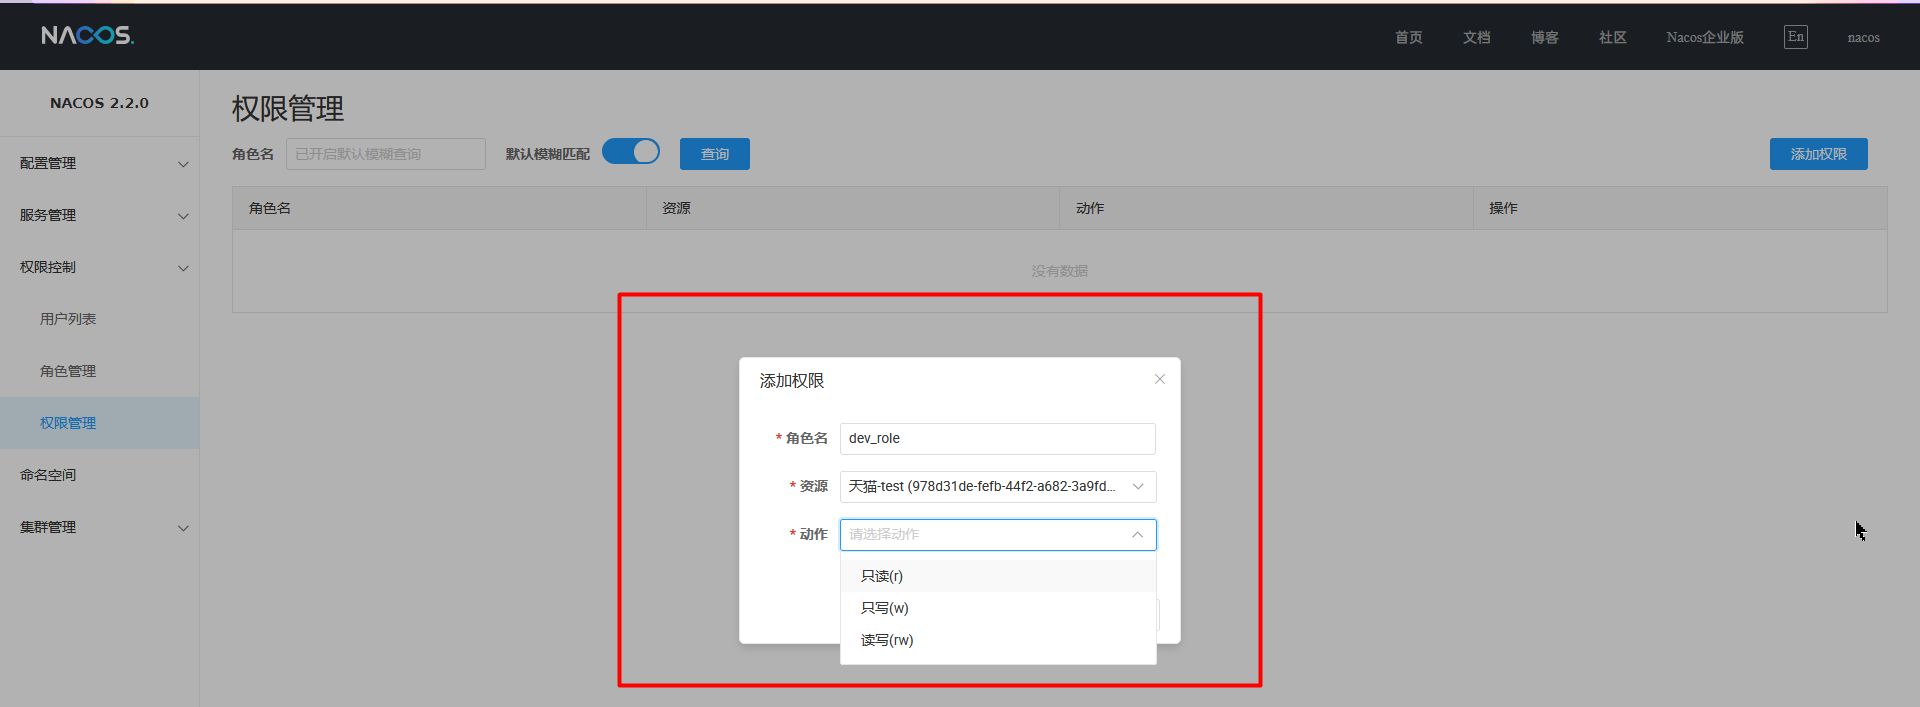 NACOS.
首页 文档 博客 社区 Nacos企业版 En nacos
NACOS 2.2.0
配置管理
服务管理
权限控制
用户列表
角色管理
权限管理
命名空间
集群管理
权限管理
角色名 已开启默认模糊查询 默认模糊匹配 查询 添加权限
角色名 资源 动作 操作
没有数据
添加权限
* 角色名 dev_role
* 资源 天猫-test (978d31de-fefb-44f2-a682-3a9fd...
* 动作 请选择动作
只读(r)
只写(w)
读写(rw)